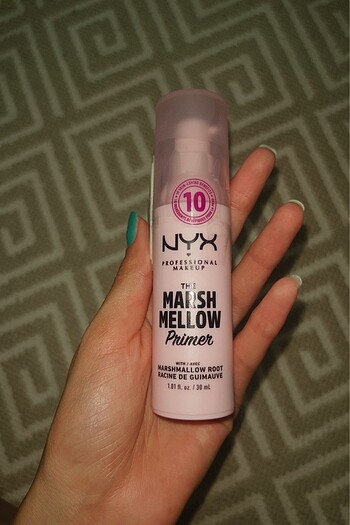 10
NYX
PROFESSIONAL
MAKEUP
THE
MARSH
MELLOW
Primer
WITH / AVEC
MARSHMALLOW ROOT
RACINE DE GUIMAUVE
1.01 fl. oz. / 30 mL